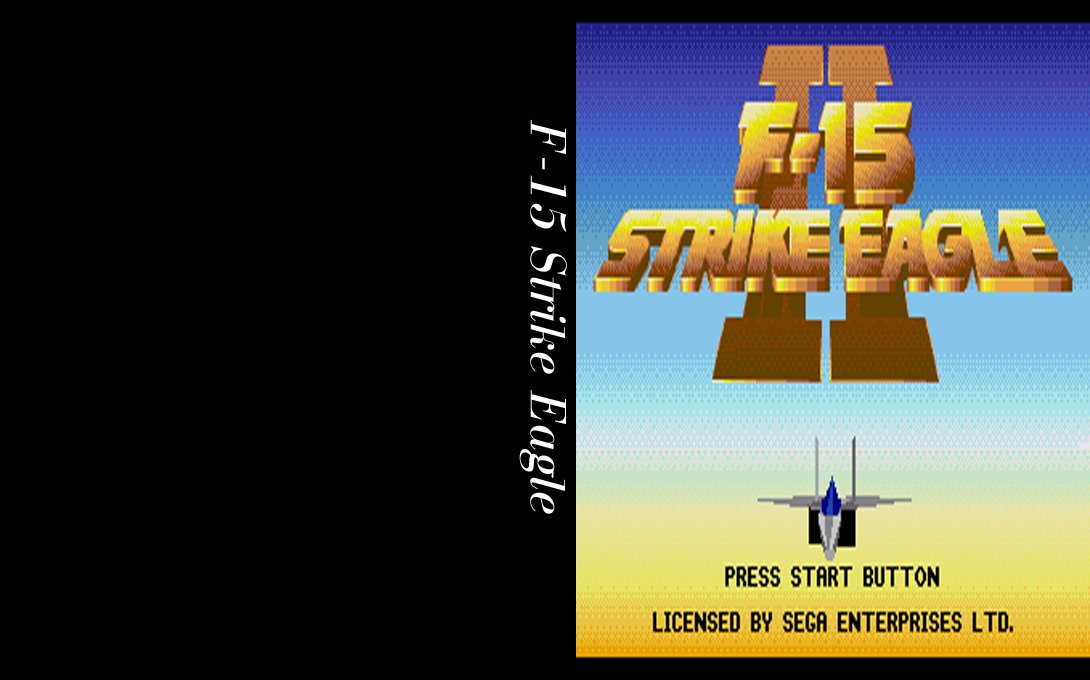 F-15 Strike Eagle
II
F-15
STRIKE EAGLE
PRESS START BUTTON
LICENSED BY SEGA ENTERPRISES LTD.